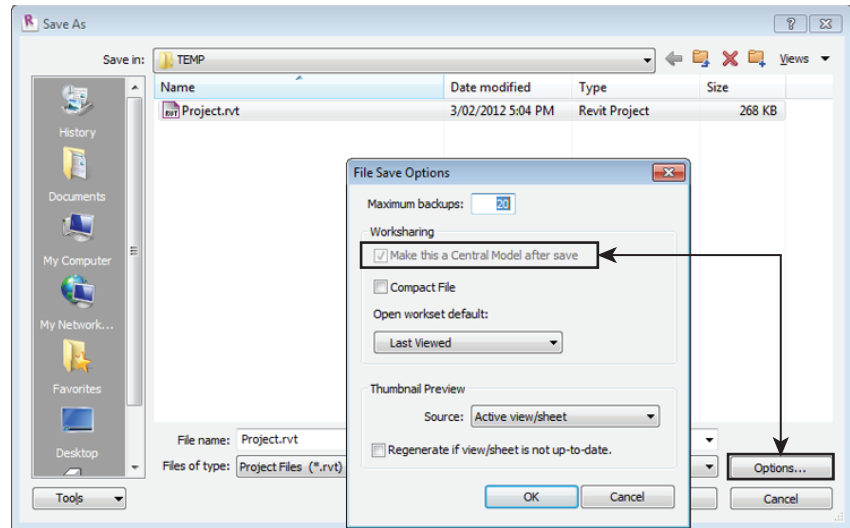 Save As
Save in: TEMP Views
Name Date modified Type Size
RVT Project.rvt 3/02/2012 5:04 PM Revit Project 268 KB
History
Documents
My Computer
My Network...
Favorites
Desktop
File name: Project.rvt
Files of type: Project Files (*.rvt)
Options...
Tools Cancel
File Save Options
Maximum backups: 20
Worksharing
Make this a Central Model after save
Compact File
Open workset default:
Last Viewed
Thumbnail Preview
Source: Active view/sheet
Regenerate if view/sheet is not up-to-date.
OK Cancel